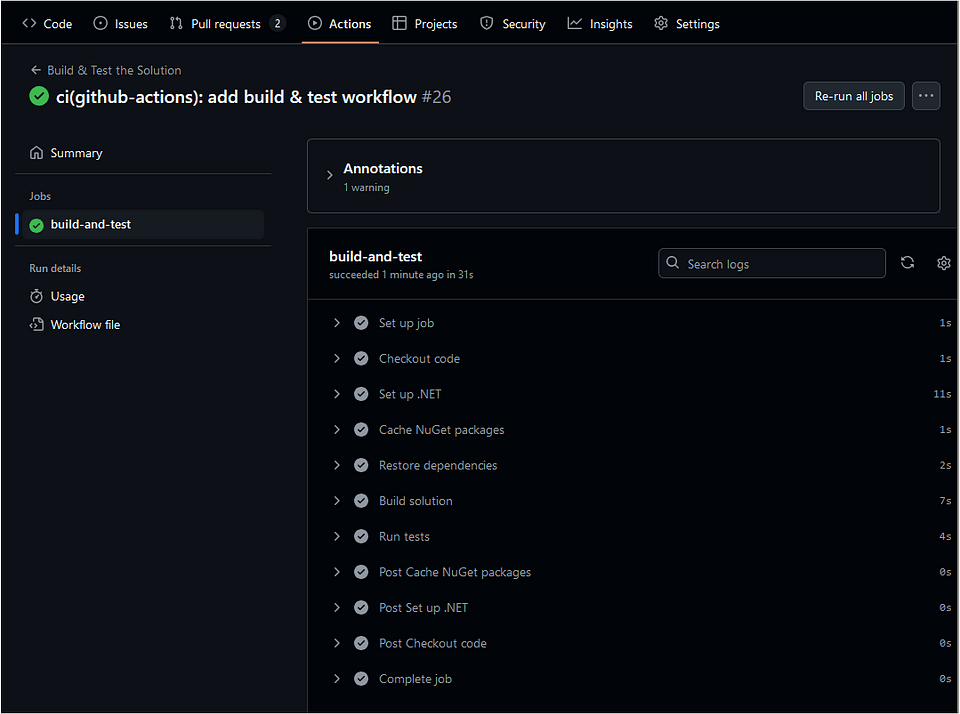 Code Issues Pull requests 2 Actions Projects Security Insights Settings
Build & Test the Solution
ci(github-actions): add build & test workflow #26
Re-run all jobs
Summary
Jobs
build-and-test
Run details
Usage
Workflow file
Annotations
1 warning
build-and-test
succeeded 1 minute ago in 31s
Search logs
Set up job 1s
Checkout code 1s
Set up .NET 11s
Cache NuGet packages 1s
Restore dependencies 2s
Build solution 7s
Run tests 4s
Post Cache NuGet packages 0s
Post Set up .NET 0s
Post Checkout code 0s
Complete job 0s